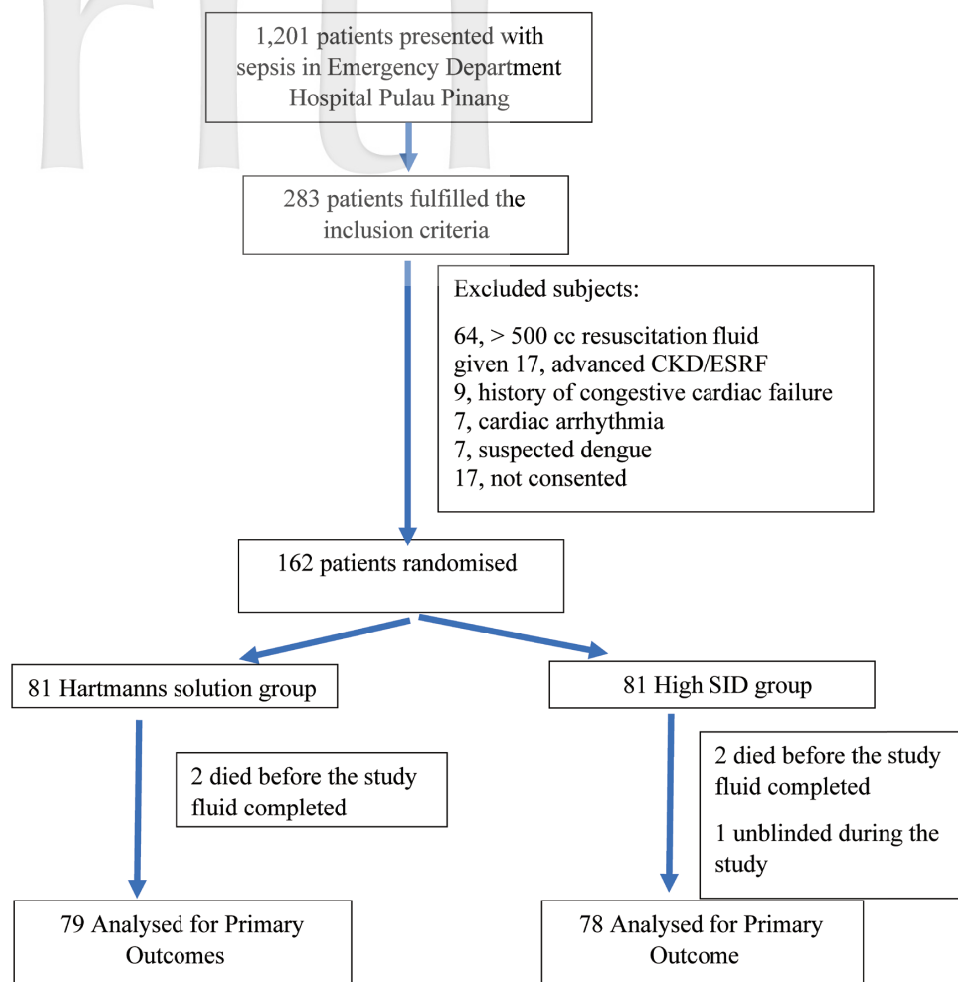 1,201 patients presented with
sepsis in Emergency Department
Hospital Pulau Pinang
283 patients fulfilled the
inclusion criteria
Excluded subjects:
64, > 500 cc resuscitation fluid
given 17, advanced CKD/ESRF
9, history of congestive cardiac failure
7, cardiac arrhythmia
7, suspected dengue
17, not consented
162 patients randomised
81 Hartmanns solution group
81 High SID group
2 died before the study
fluid completed
2 died before the study
fluid completed
1 unblinded during the
study
79 Analysed for Primary
Outcomes
78 Analysed for Primary
Outcome